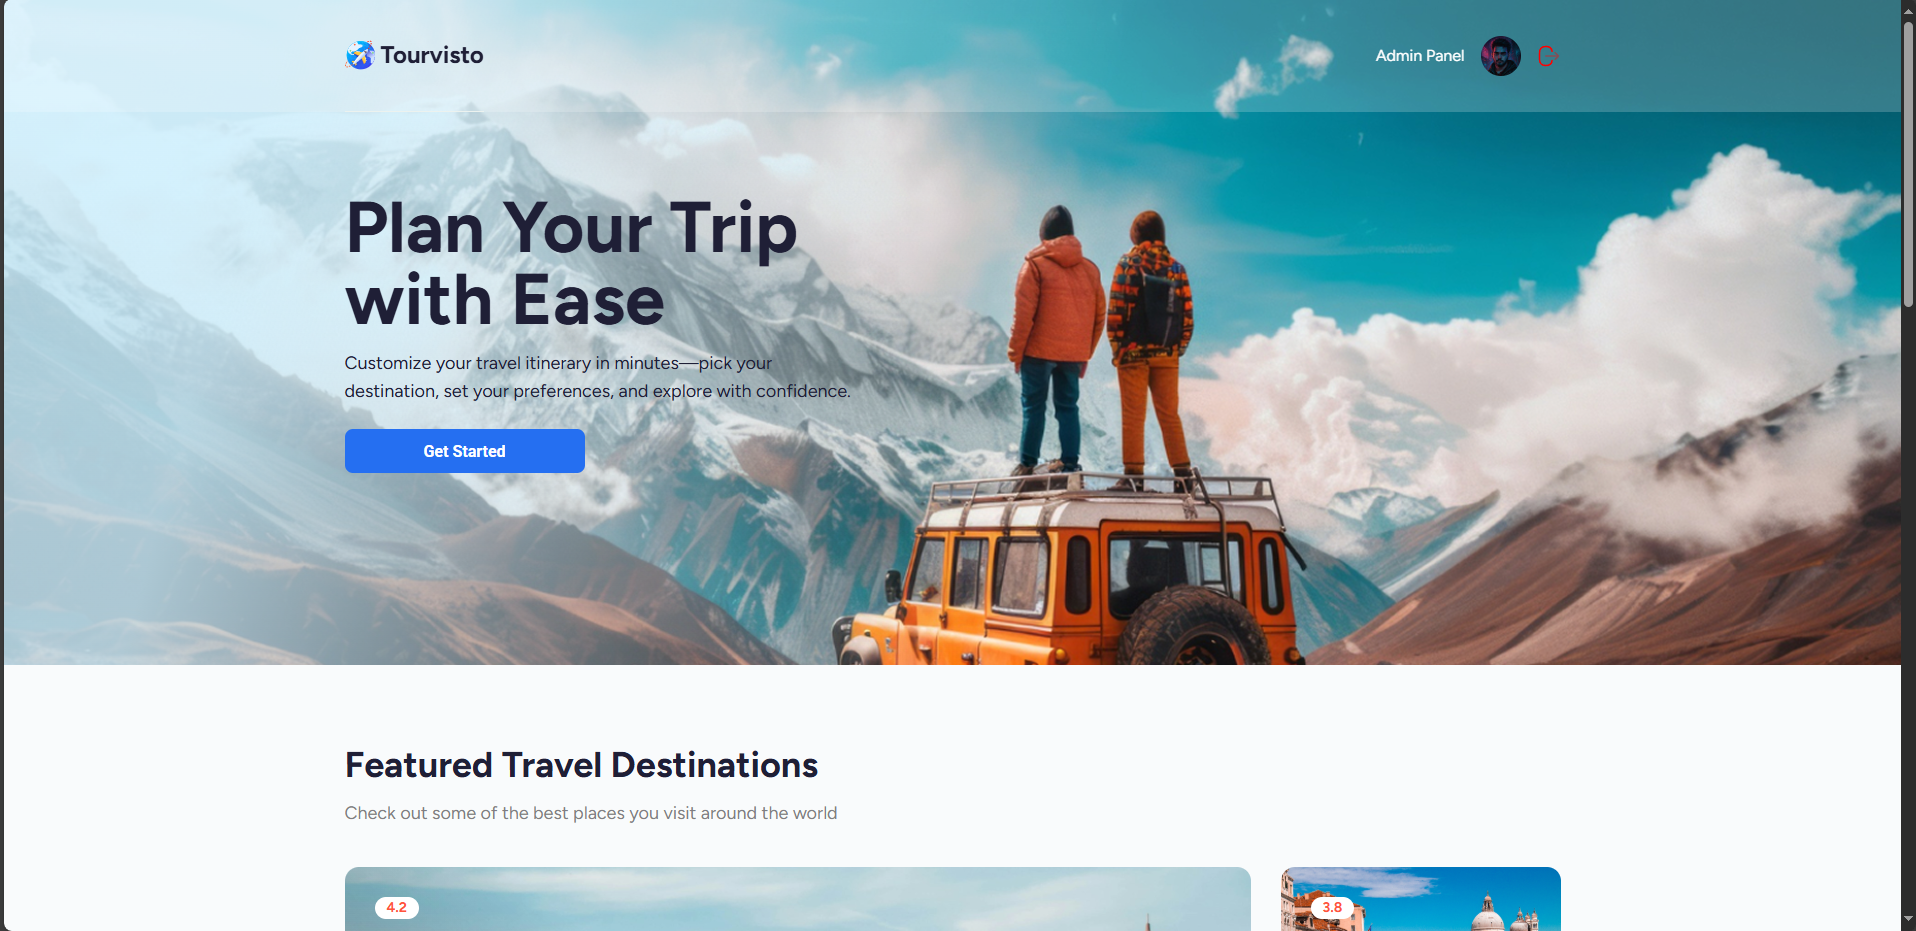 Tourvisto
Admin Panel
Plan Your Trip
with Ease
Customize your travel itinerary in minutes—pick your
destination, set your preferences, and explore with confidence.
Get Started
Featured Travel Destinations
Check out some of the best places you visit around the world
4.2
3.8